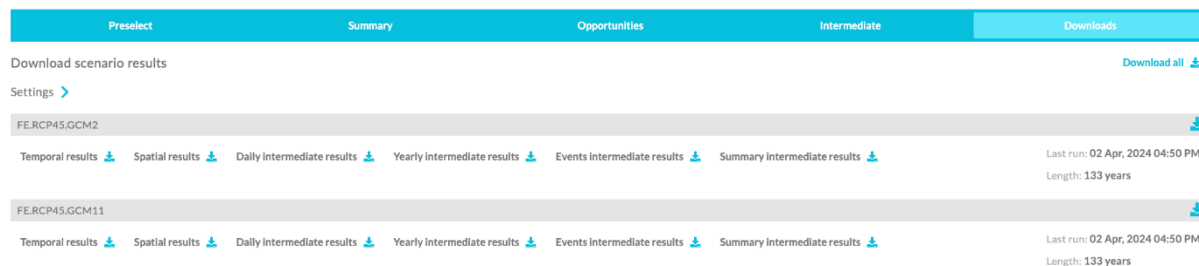 Preselect Summary Opportunities Intermediate Downloads
Download scenario results Download all
Settings
FE.RCP45.GCM2
Temporal results Spatial results Daily intermediate results Yearly intermediate results Events intermediate results Summary intermediate results Last run: 02 Apr, 2024 04:50 PM
Length: 133 years
FE.RCP45.GCM11
Temporal results Spatial results Daily intermediate results Yearly intermediate results Events intermediate results Summary intermediate results Last run: 02 Apr, 2024 04:50 PM
Length: 133 years